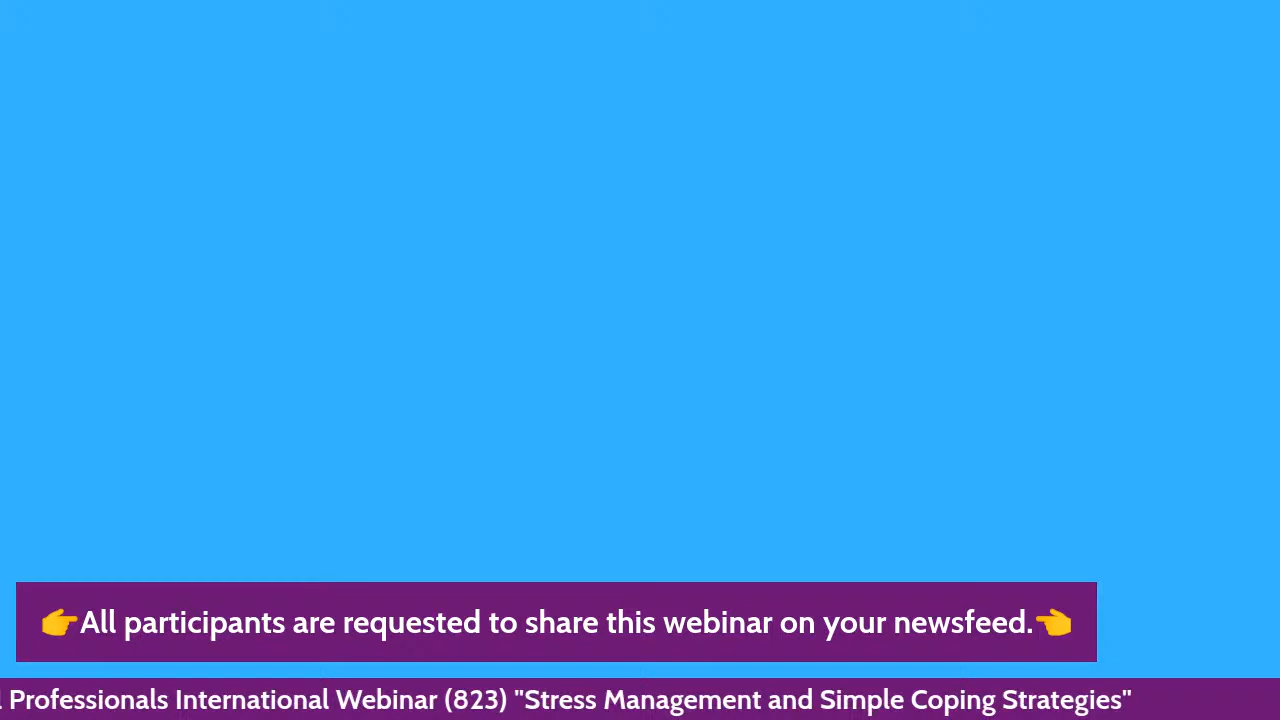 👉All participants are requested to share this webinar on your newsfeed.👈
Professionals International Webinar (823) "Stress Management and Simple Coping Strategies"